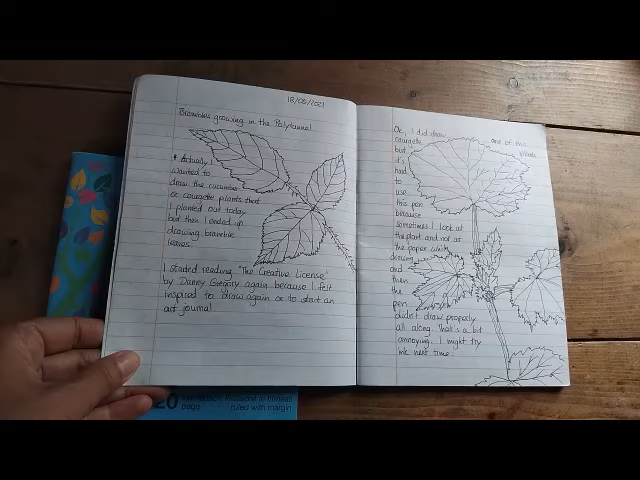 18/05/2021
Brambles growing in the Polytunnel
Actually I
wanted to
draw the cucumber
or courgette plants that
I planted out today
but then I ended up
drawing bramble
leaves.
I started reading "The Creative License"
by Danny Gregory again because I felt
inspired to draw again or to start an
art journal
Ok, I did draw one of the
courgette plants
but
it's
hard
to
use
this pen
because
sometimes I look at
the plant and not at
the paper while
drawing
and
then
the
pen
didn't draw properly
all along. That's a bit
annoying. I might try
ink next time.
20
page
ruled with margin